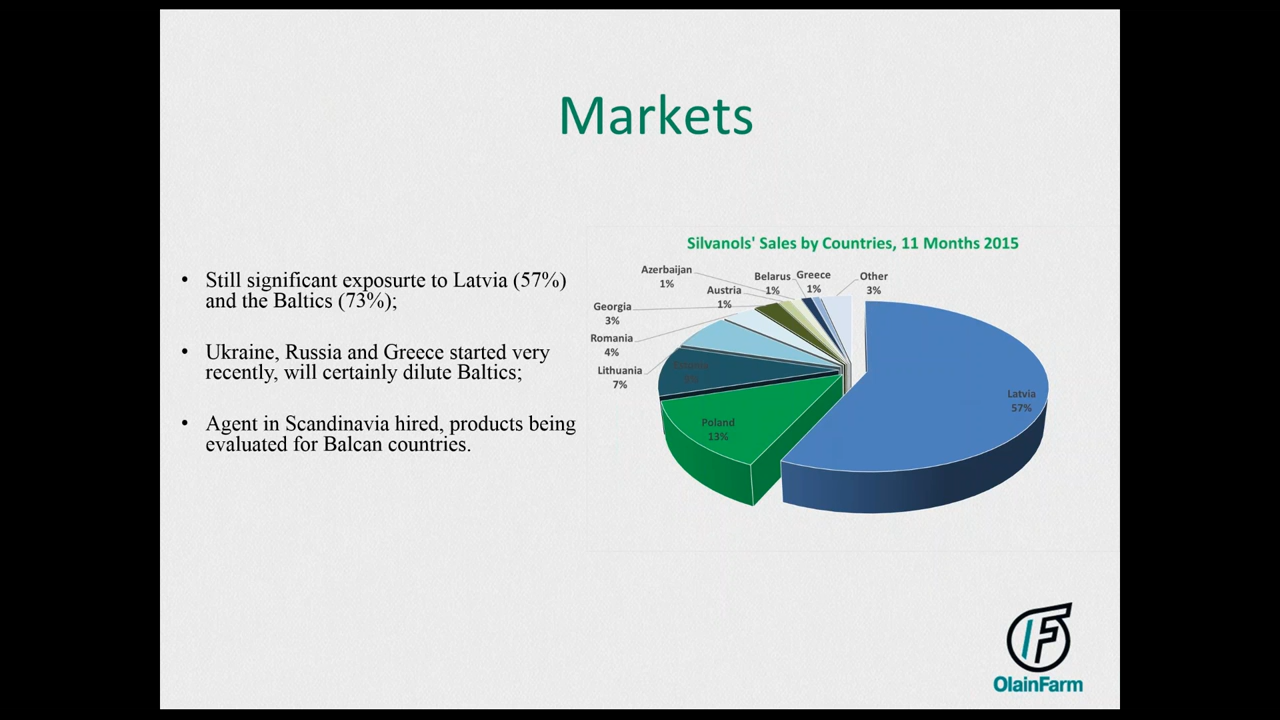 Markets
• Still significant exposurte to Latvia (57%)
and the Baltics (73%);
• Ukraine, Russia and Greece started very
recently, will certainly dilute Baltics;
• Agent in Scandinavia hired, products being
evaluated for Balcan countries.
Silvanols' Sales by Countries, 11 Months 2015
Azerbaijan
1%
Belarus
1%
Greece
1%
Other
3%
Austria
1%
Georgia
3%
Romania
4%
Lithuania
7%
Latvia
57%
Poland
13%
OlainFarm